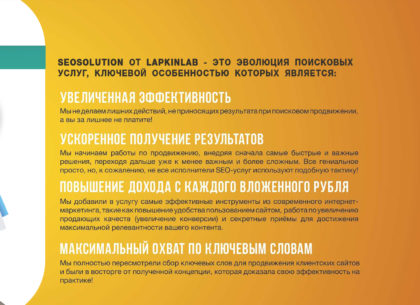 SEOSOLUTION ОТ LAPKINLAB - ЭТО ЭВОЛЮЦИЯ ПОИСКОВЫХ
УСЛУГ, КЛЮЧЕВОЙ ОСОБЕННОСТЬЮ КОТОРЫХ ЯВЛЯЕТСЯ:
УВЕЛИЧЕННАЯ ЭФФЕКТИВНОСТЬ
Мы не делаем лишних действий, не приносящих результата при поисковом продвижении,
а вы за лишнее не платите!
УСКОРЕННОЕ ПОЛУЧЕНИЕ РЕЗУЛЬТАТОВ
Мы начинаем работы по продвижению, внедряя сначала самые быстрые и важные
решения, переходя дальше уже к менее важным и более сложным. Все гениальное
просто, но, к сожалению, не все исполнители SEO-услуг используют подобную тактику!
ПОВЫШЕНИЕ ДОХОДА С КАЖДОГО ВЛОЖЕННОГО РУБЛЯ
Мы добавили в услугу самые эффективные инструменты из современного интернет-
маркетинга, такие как повышение удобства пользования сайтом, работа по увеличению
продающих качеств (увеличение конверсии) и секретные приёмы для достижения
максимальной релевантности вашего контента.
МАКСИМАЛЬНЫЙ ОХВАТ ПО КЛЮЧЕВЫМ СЛОВАМ
Мы полностью пересмотрели сбор ключевых слов для продвижения клиентских сайтов
и были в восторге от полученной концепции, которая доказала свою эффективность на
практике!